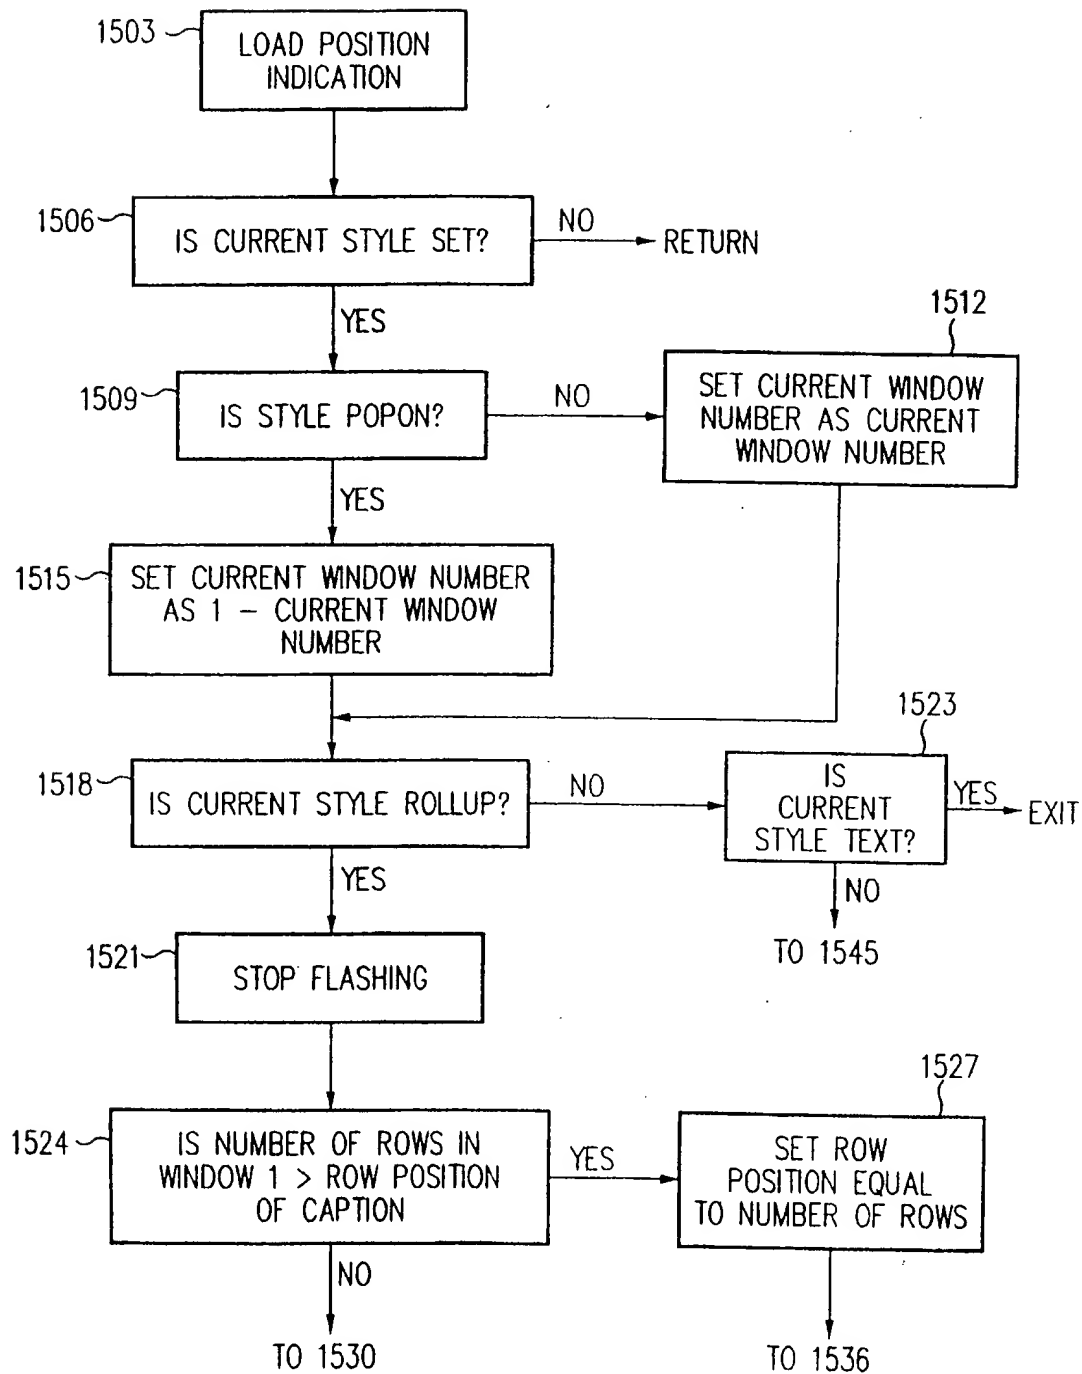 1503
LOAD POSITION
INDICATION
1506
IS CURRENT STYLE SET?
NO
RETURN
YES
1509
IS STYLE POPON?
NO
1512
SET CURRENT WINDOW
NUMBER AS CURRENT
WINDOW NUMBER
YES
1515
SET CURRENT WINDOW NUMBER
AS 1 – CURRENT WINDOW
NUMBER
1518
IS CURRENT STYLE ROLLUP?
NO
1523
IS
CURRENT
STYLE TEXT?
YES
EXIT
NO
TO 1545
YES
1521
STOP FLASHING
1524
IS NUMBER OF ROWS IN
WINDOW 1 > ROW POSITION
OF CAPTION
YES
1527
SET ROW
POSITION EQUAL
TO NUMBER OF ROWS
NO
TO 1530
TO 1536